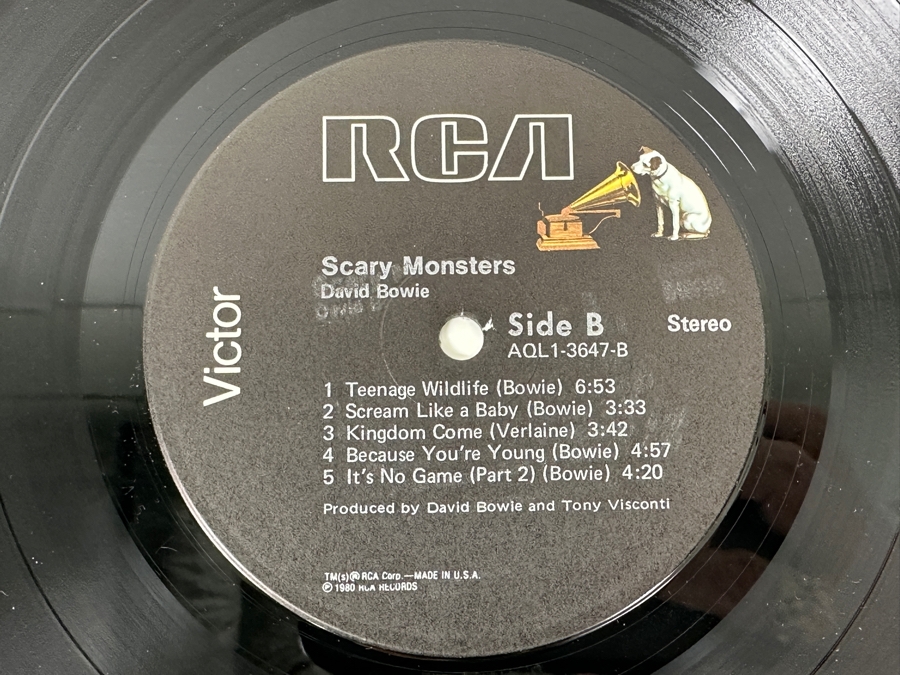 RCA
Victor
Scary Monsters
David Bowie
Side B
Stereo
AQL1-3647-B
1 Teenage Wildlife (Bowie) 6:53
2 Scream Like a Baby (Bowie) 3:33
3 Kingdom Come (Verlaine) 3:42
4 Because You're Young (Bowie) 4:57
5 It's No Game (Part 2) (Bowie) 4:20
Produced by David Bowie and Tony Visconti
TM(s)® RCA Corp.—MADE IN U.S.A.
℗ 1980 RCA RECORDS